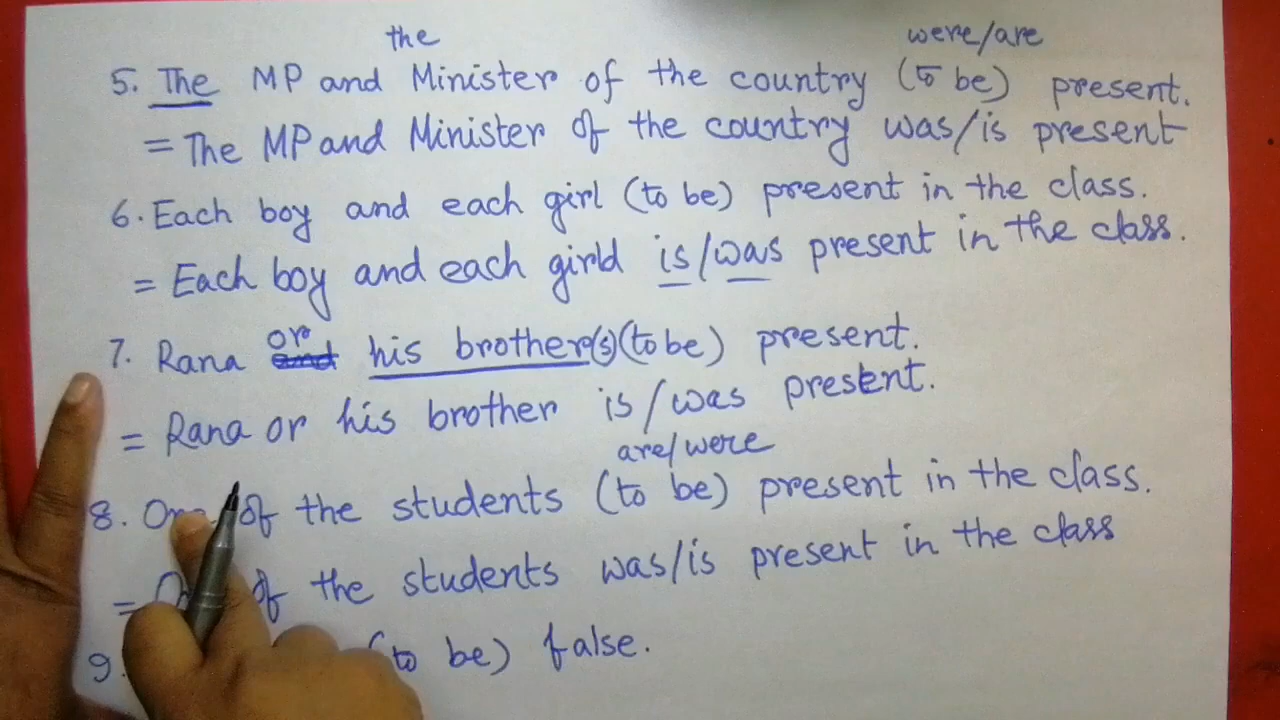 the were/are
5. The MP and Minister of the country (to be) present.
= The MP and Minister of the country was/is present
6. Each boy and each girl (to be) present in the class.
= Each boy and each girld is/was present in the class.
7. Rana and or his brother(s)(to be) present.
= Rana or his brother is/was present.
are/were
8. of the students (to be) present in the class.
= of the students was/is present in the class
9. (to be) false.